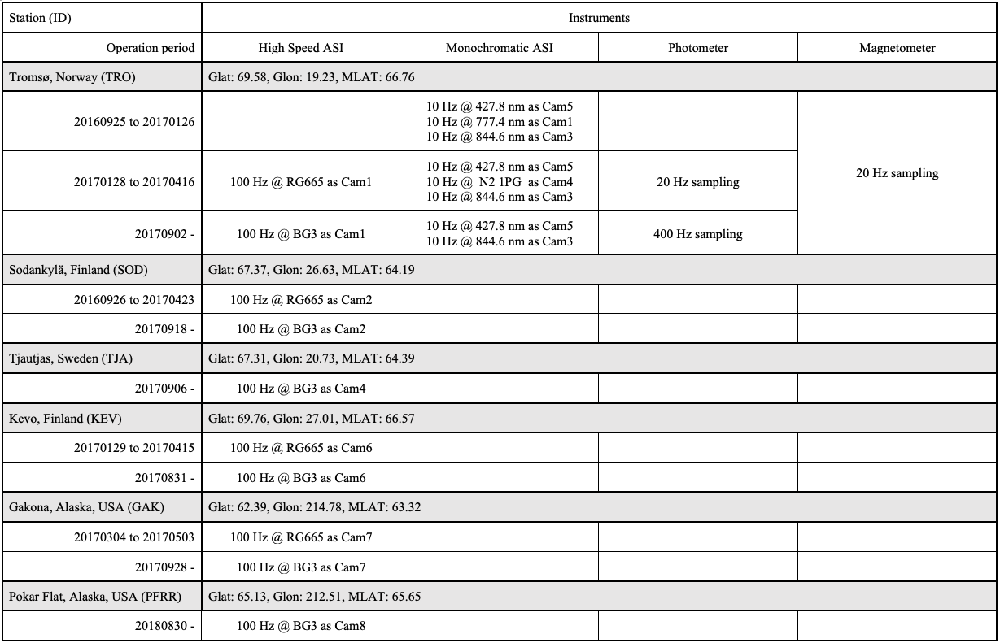 Station (ID) Instruments
Operation period High Speed ASI Monochromatic ASI Photometer Magnetometer
Tromsø, Norway (TRO) Glat: 69.58, Glon: 19.23, MLAT: 66.76
20160925 to 20170126
10 Hz @ 427.8 nm as Cam5
10 Hz @ 777.4 nm as Cam1
10 Hz @ 844.6 nm as Cam3
20170128 to 20170416 100 Hz @ RG665 as Cam1
10 Hz @ 427.8 nm as Cam5
10 Hz @ N2 1PG as Cam4
10 Hz @ 844.6 nm as Cam3
20 Hz sampling
20 Hz sampling
20170902 - 100 Hz @ BG3 as Cam1
10 Hz @ 427.8 nm as Cam5
10 Hz @ 844.6 nm as Cam3
400 Hz sampling
Sodankylä, Finland (SOD) Glat: 67.37, Glon: 26.63, MLAT: 64.19
20160926 to 20170423 100 Hz @ RG665 as Cam2
20170918 - 100 Hz @ BG3 as Cam2
Tjautjas, Sweden (TJA) Glat: 67.31, Glon: 20.73, MLAT: 64.39
20170906 - 100 Hz @ BG3 as Cam4
Kevo, Finland (KEV) Glat: 69.76, Glon: 27.01, MLAT: 66.57
20170129 to 20170415 100 Hz @ RG665 as Cam6
20170831 - 100 Hz @ BG3 as Cam6
Gakona, Alaska, USA (GAK) Glat: 62.39, Glon: 214.78, MLAT: 63.32
20170304 to 20170503 100 Hz @ RG665 as Cam7
20170928 - 100 Hz @ BG3 as Cam7
Pokar Flat, Alaska, USA (PFRR) Glat: 65.13, Glon: 212.51, MLAT: 65.65
20180830 - 100 Hz @ BG3 as Cam8